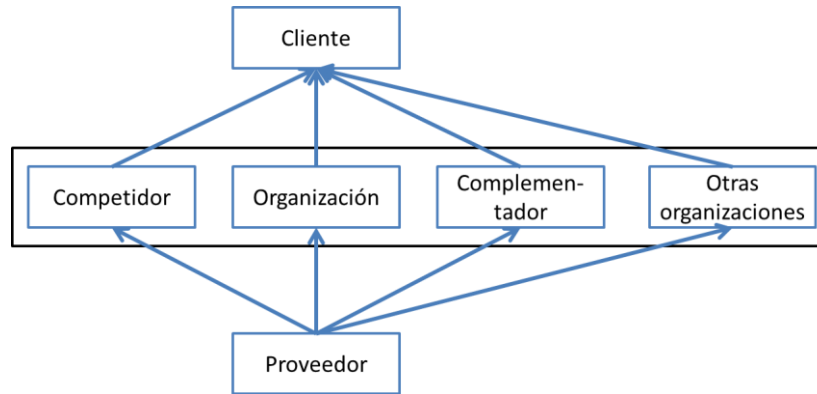 Cliente
Competidor
Organización
Complemen-
tador
Otras
organizaciones
Proveedor